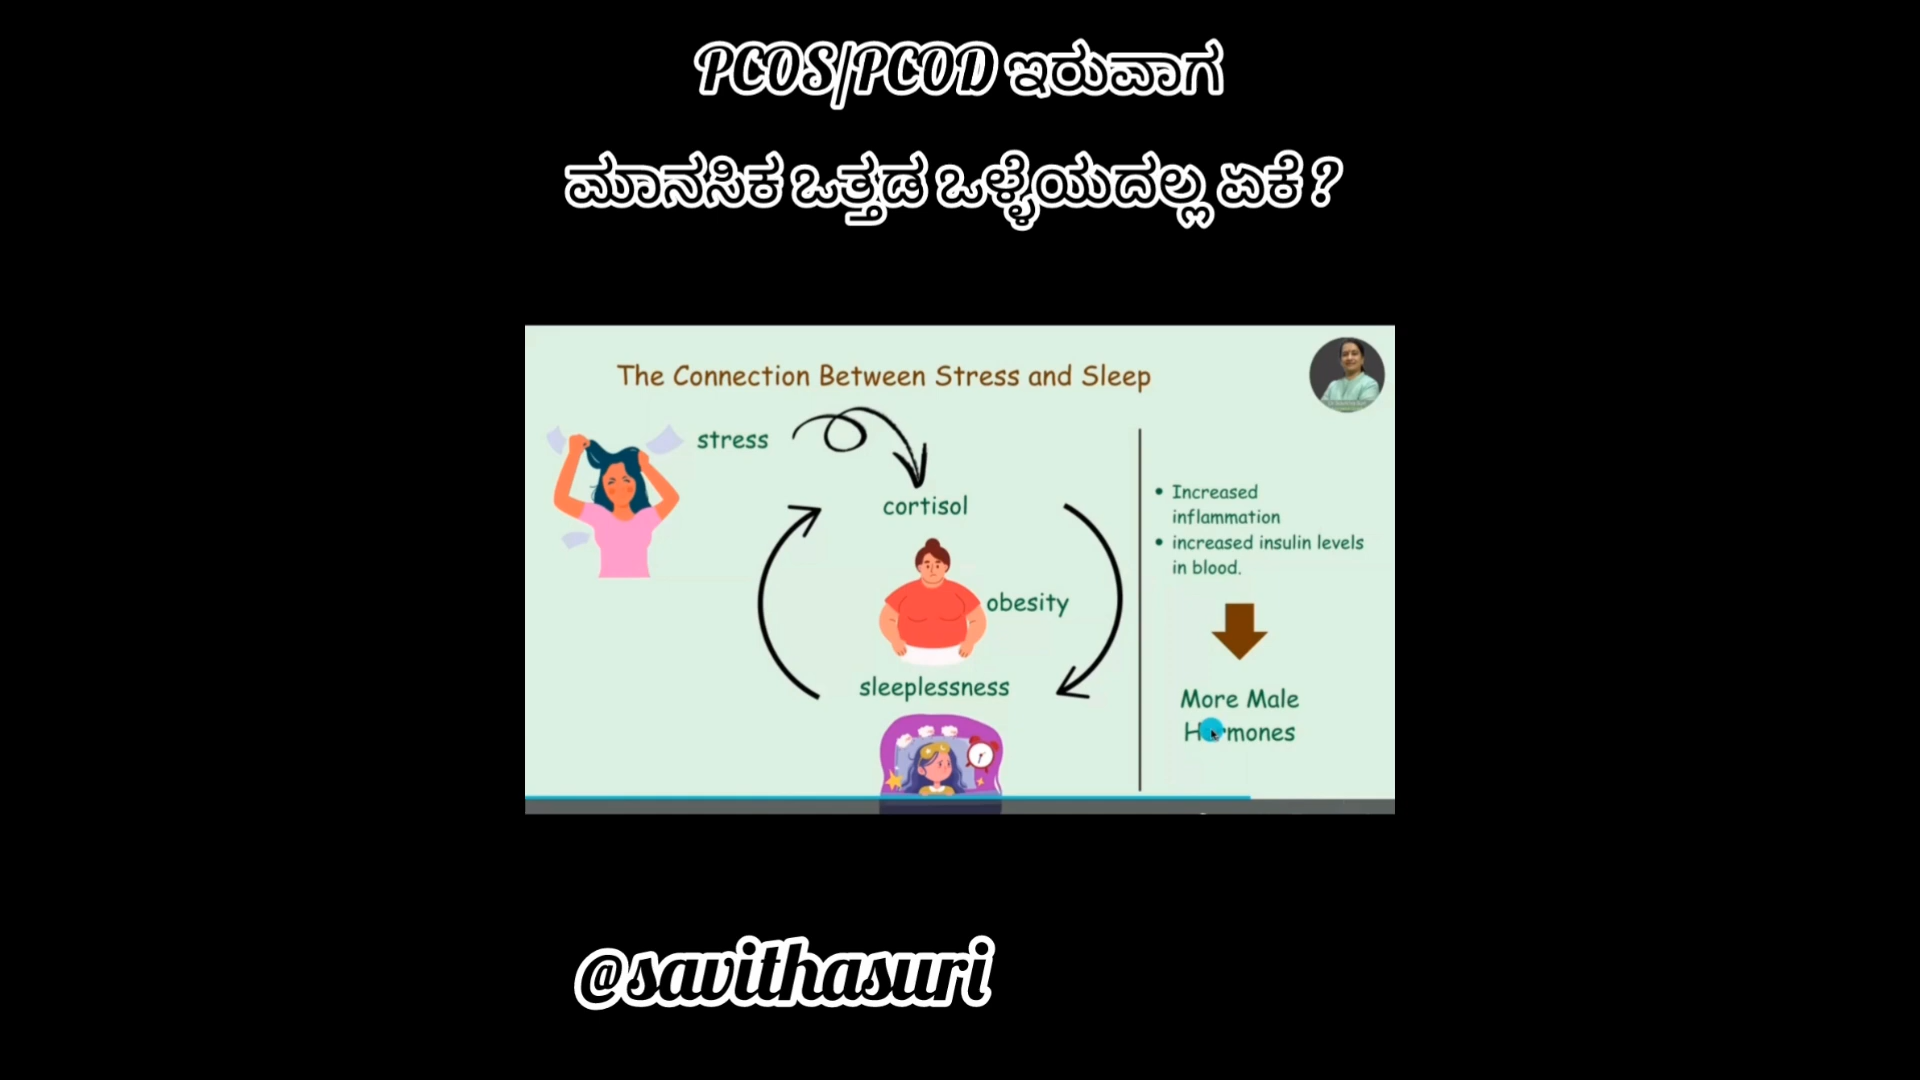 PCOS/PCOD ಇರುವಾಗ
ಮಾನಸಿಕ ಒತ್ತಡ ಒಳ್ಳೆಯದಲ್ಲ ಏಕೆ ?
The Connection Between Stress and Sleep
stress
cortisol
obesity
sleeplessness
• Increased
inflammation
• increased insulin levels
in blood.
More Male
Hormones
@savithasuri